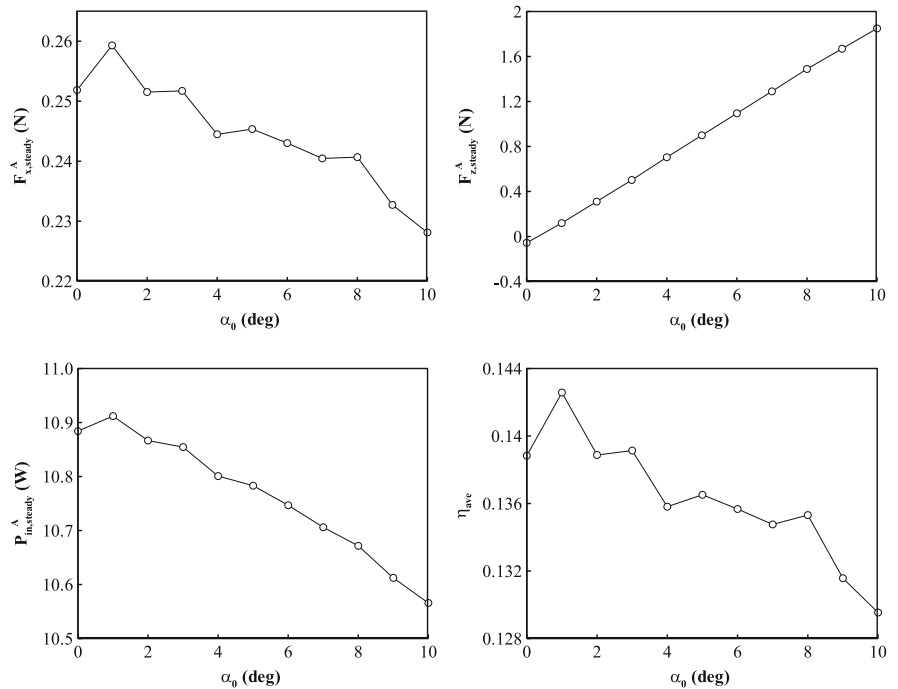 0.26
0.25
0.24
0.23
0.22
F^A_x,steady (N)
0 2 4 6 8 10
α₀ (deg)
2
1.6
1.2
0.8
0.4
0
-0.4
F^A_z,steady (N)
0 2 4 6 8 10
α₀ (deg)
11.0
10.9
10.8
10.7
10.6
10.5
P^A_in,steady (W)
0 2 4 6 8 10
α₀ (deg)
0.144
0.14
0.136
0.132
0.128
η_ave
0 2 4 6 8 10
α₀ (deg)